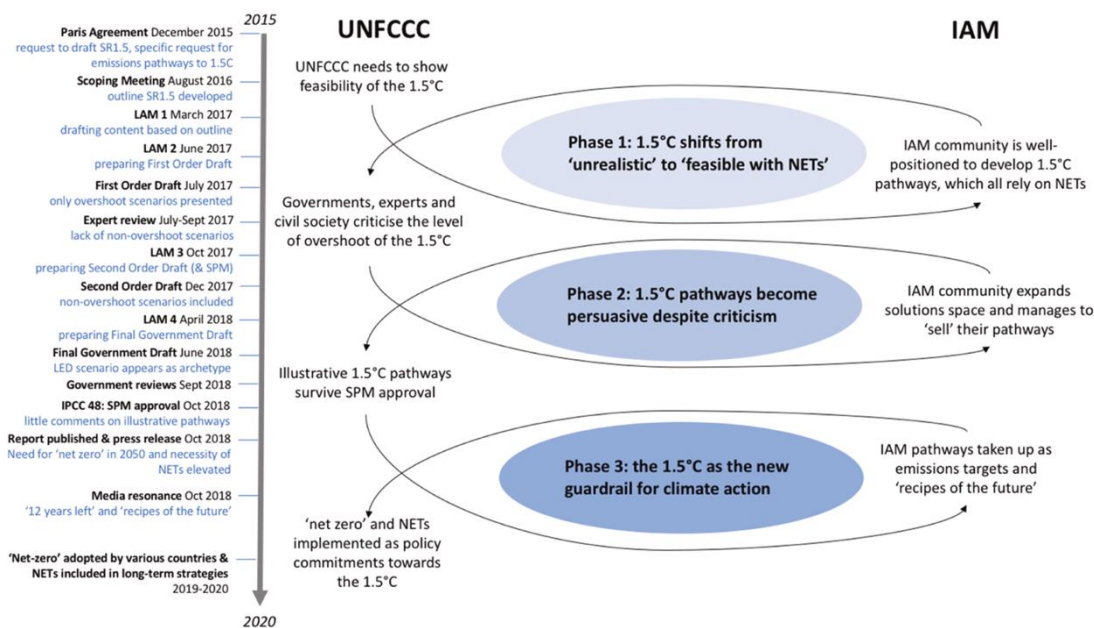 2015
Paris Agreement December 2015
request to draft SR1.5, specific request for
emissions pathways to 1.5C
Scoping Meeting August 2016
outline SR1.5 developed
LAM 1 March 2017
drafting content based on outline
LAM 2 June 2017
preparing First Order Draft
First Order Draft July 2017
only overshoot scenarios presented
Expert review July-Sept 2017
lack of non-overshoot scenarios
LAM 3 Oct 2017
preparing Second Order Draft (& SPM)
Second Order Draft Dec 2017
non-overshoot scenarios included
LAM 4 April 2018
preparing Final Government Draft
Final Government Draft June 2018
LED scenario appears as archetype
Government reviews Sept 2018
IPCC 48: SPM approval Oct 2018
little comments on illustrative pathways
Report published & press release Oct 2018
Need for ‘net zero’ in 2050 and necessity of
NETs elevated
Media resonance Oct 2018
‘12 years left’ and ‘recipes of the future’
‘Net-zero’ adopted by various countries &
NETs included in long-term strategies
2019-2020
2020
UNFCCC
IAM
UNFCCC needs to show
feasibility of the 1.5°C
Phase 1: 1.5°C shifts from
‘unrealistic’ to ‘feasible with NETs’
IAM community is well-
positioned to develop 1.5°C
pathways, which all rely on NETs
Governments, experts and
civil society criticise the level
of overshoot of the 1.5°C
Phase 2: 1.5°C pathways become
persuasive despite criticism
IAM community expands
solutions space and manages to
‘sell’ their pathways
Illustrative 1.5°C pathways
survive SPM approval
Phase 3: the 1.5°C as the new
guardrail for climate action
IAM pathways taken up as
emissions targets and
‘recipes of the future’
‘net zero’ and NETs
implemented as policy
commitments towards
the 1.5°C